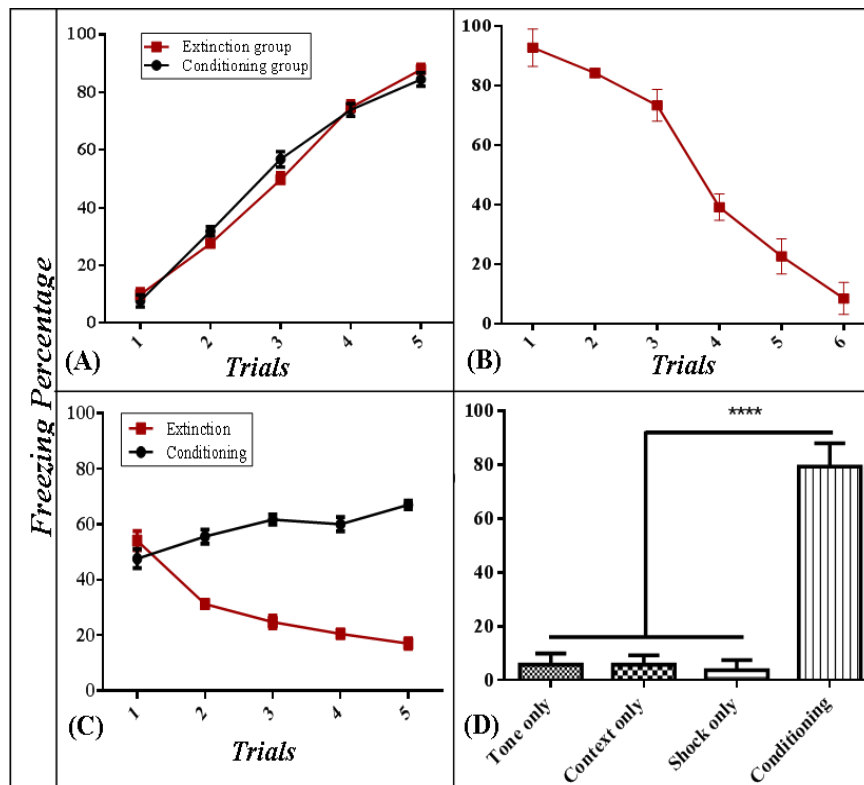 Freezing Percentage
100
80
60
40
20
0
Extinction group
Conditioning group
1 2 3 4 5
(A)
Trials
100
80
60
40
20
0
1 2 3 4 5 6
(B)
Trials
100
80
60
40
20
0
Extinction
Conditioning
1 2 3 4 5
(C)
Trials
100
80
60
40
20
0
****
(D)
Tone only
Context only
Shock only
Conditioning